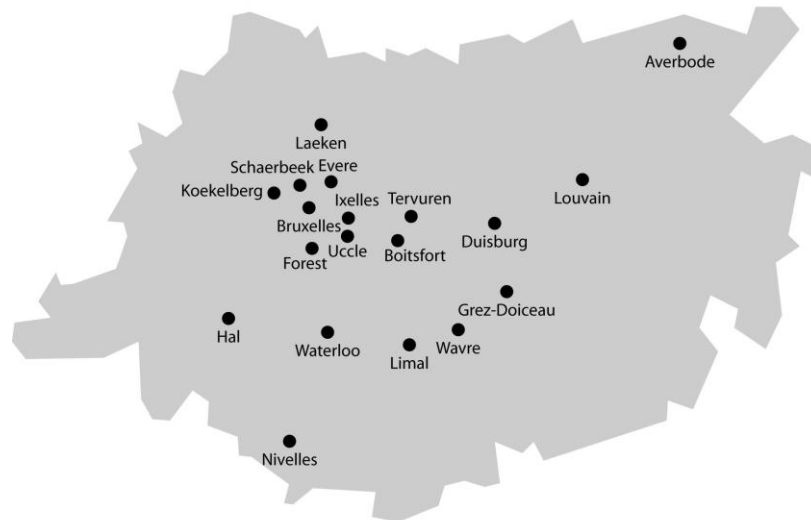 Averbode
Laeken
Schaerbeek
Evere
Koekelberg
Ixelles
Tervuren
Louvain
Bruxelles
Uccle
Boitsfort
Duisburg
Forest
Grez-Doiceau
Hal
Waterloo
Limal
Wavre
Nivelles